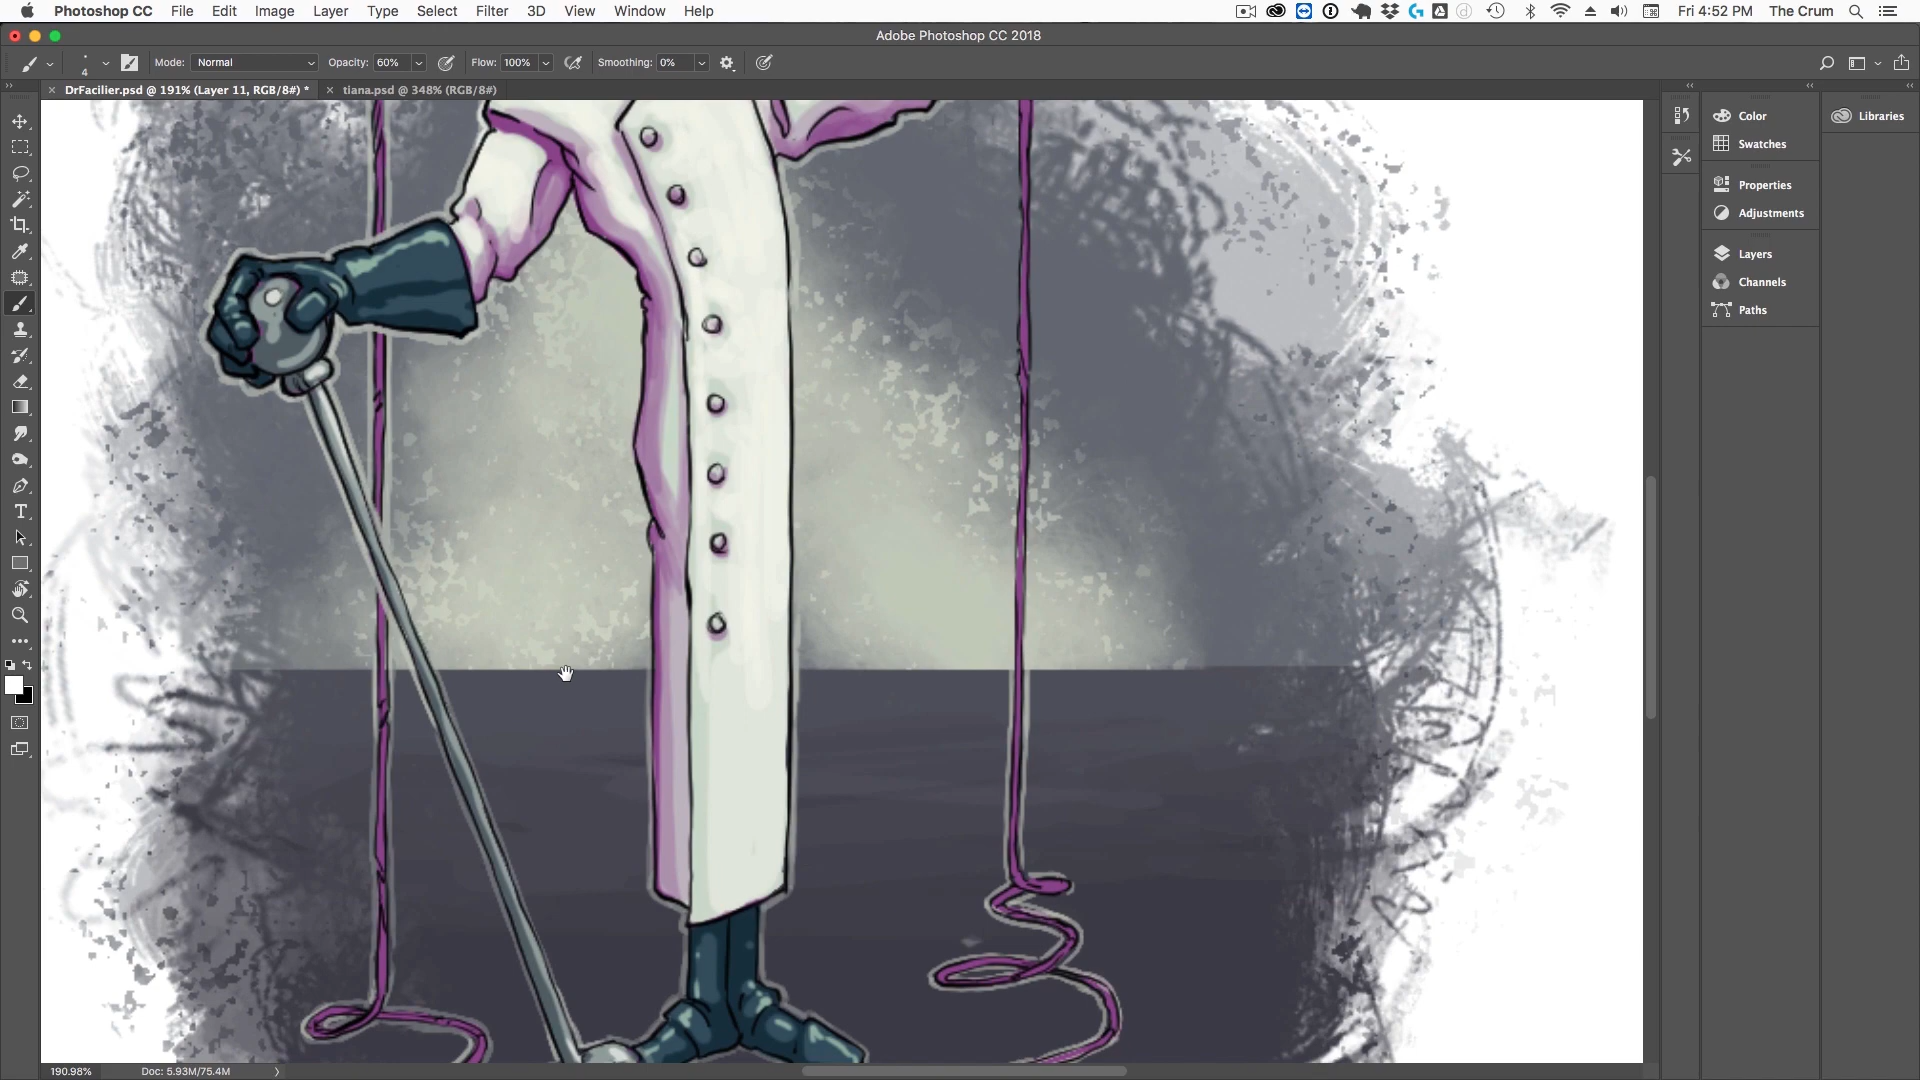 Photoshop CC File Edit Image Layer Type Select Filter 3D View Window Help Fri 4:52 PM The Crum
Adobe Photoshop CC 2018
4 Mode: Normal Opacity: 60% Flow: 100% Smoothing: 0%
DrFacilier.psd @ 191% (Layer 11, RGB/8#) * tiana.psd @ 348% (RGB/8#)
Color
Libraries
Swatches
Properties
Adjustments
Layers
Channels
Paths
190.98% Doc: 5.93M/75.4M